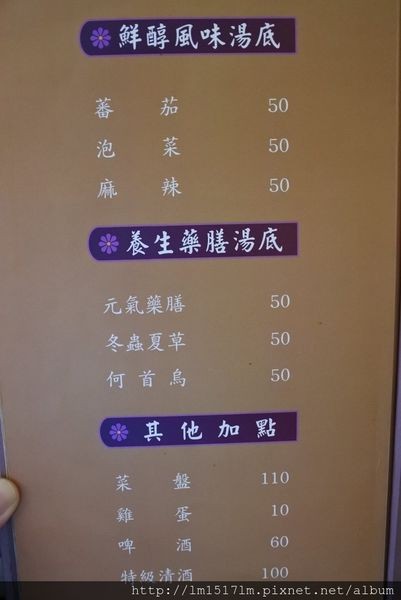 鮮醇風味湯底
蕃茄 50
泡菜 50
麻辣 50
養生藥膳湯底
元氣藥膳 50
冬蟲夏草 50
何首烏 50
其他加點
菜盤 110
雞蛋 10
啤酒 60
特級清酒 100
http://lm1517lm.pixnet.net/album